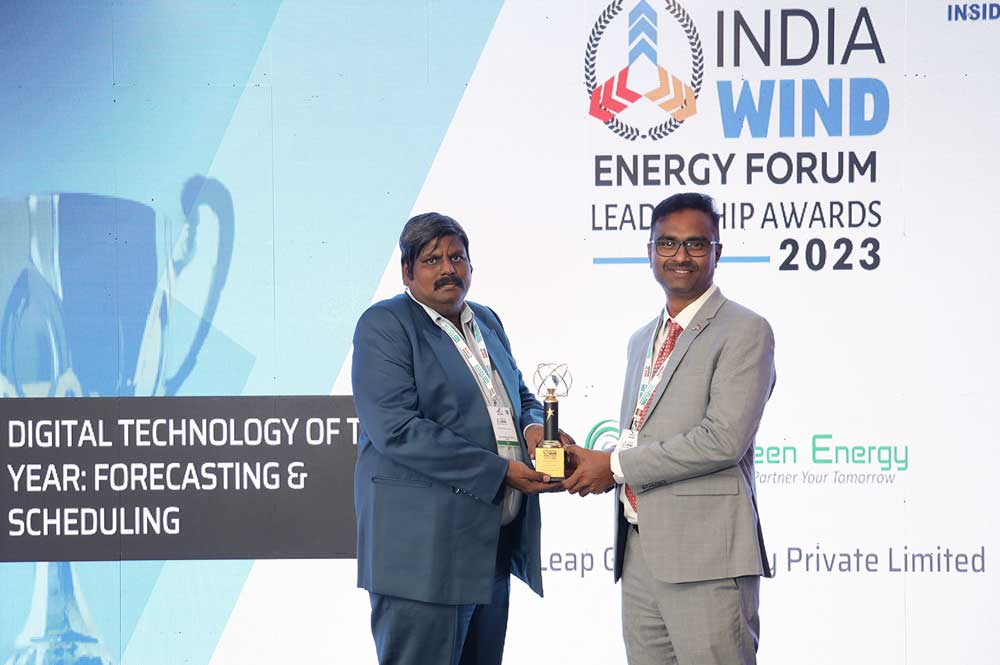 INSID
INDIA
WIND
ENERGY FORUM
LEAD HIP AWARDS
2023
DIGITAL TECHNOLOGY OF T
YEAR: FORECASTING &
SCHEDULING
een Energy
Partner Your Tomorrow
Leap G y Private Limited